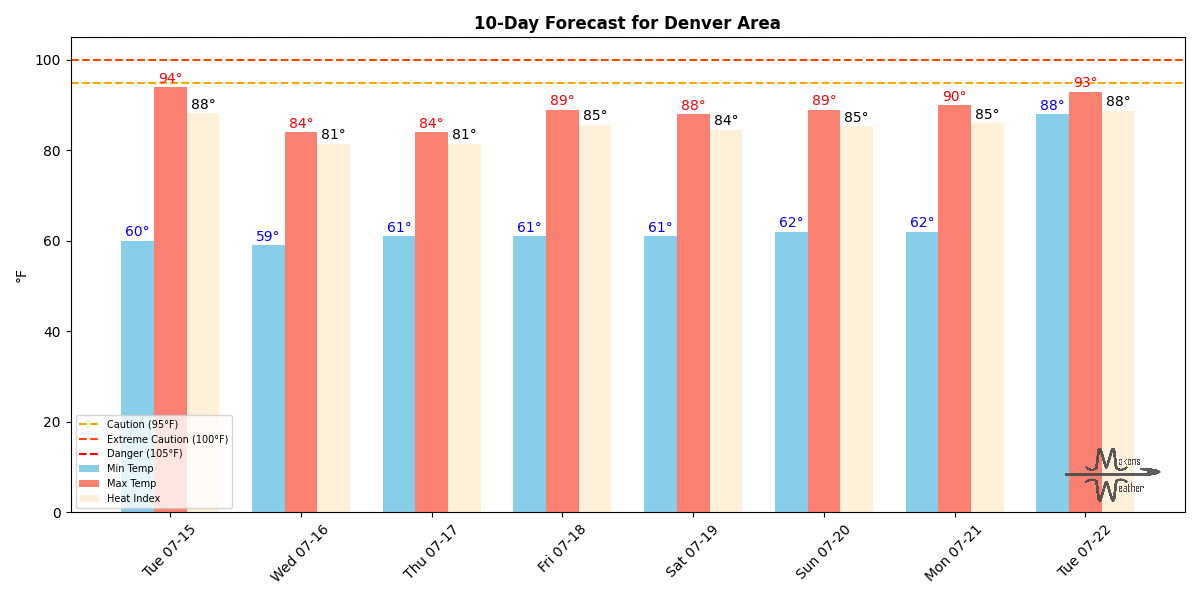 10-Day Forecast for Denver Area
°F
100
80
60
40
20
0
94°
88°
60°
84°
81°
59°
84°
81°
61°
89°
85°
61°
88°
84°
61°
89°
85°
62°
90°
85°
62°
88°
93°
88°
Caution (95°F)
Extreme Caution (100°F)
Danger (105°F)
Min Temp
Max Temp
Heat Index
akens
eather
Tue 07-15
Wed 07-16
Thu 07-17
Fri 07-18
Sat 07-19
Sun 07-20
Mon 07-21
Tue 07-22